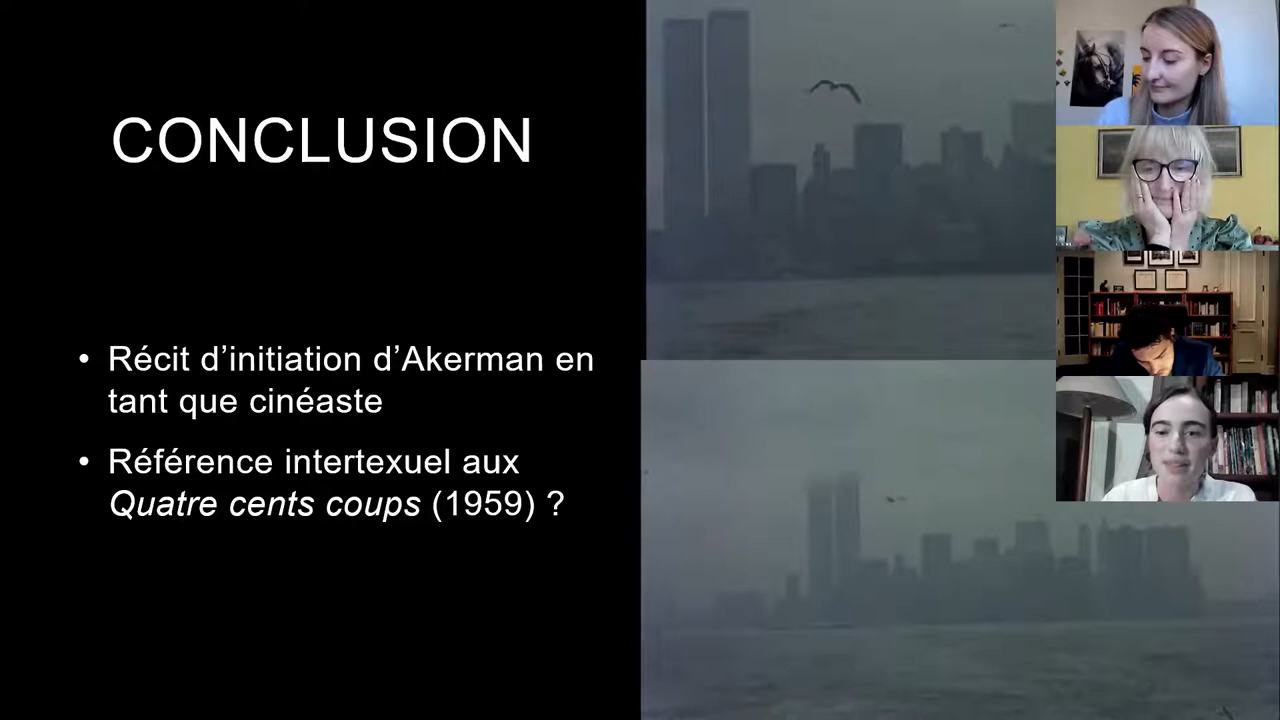 CONCLUSION
• Récit d’initiation d’Akerman en
tant que cinéaste
• Référence intertexuel aux
Quatre cents coups (1959) ?